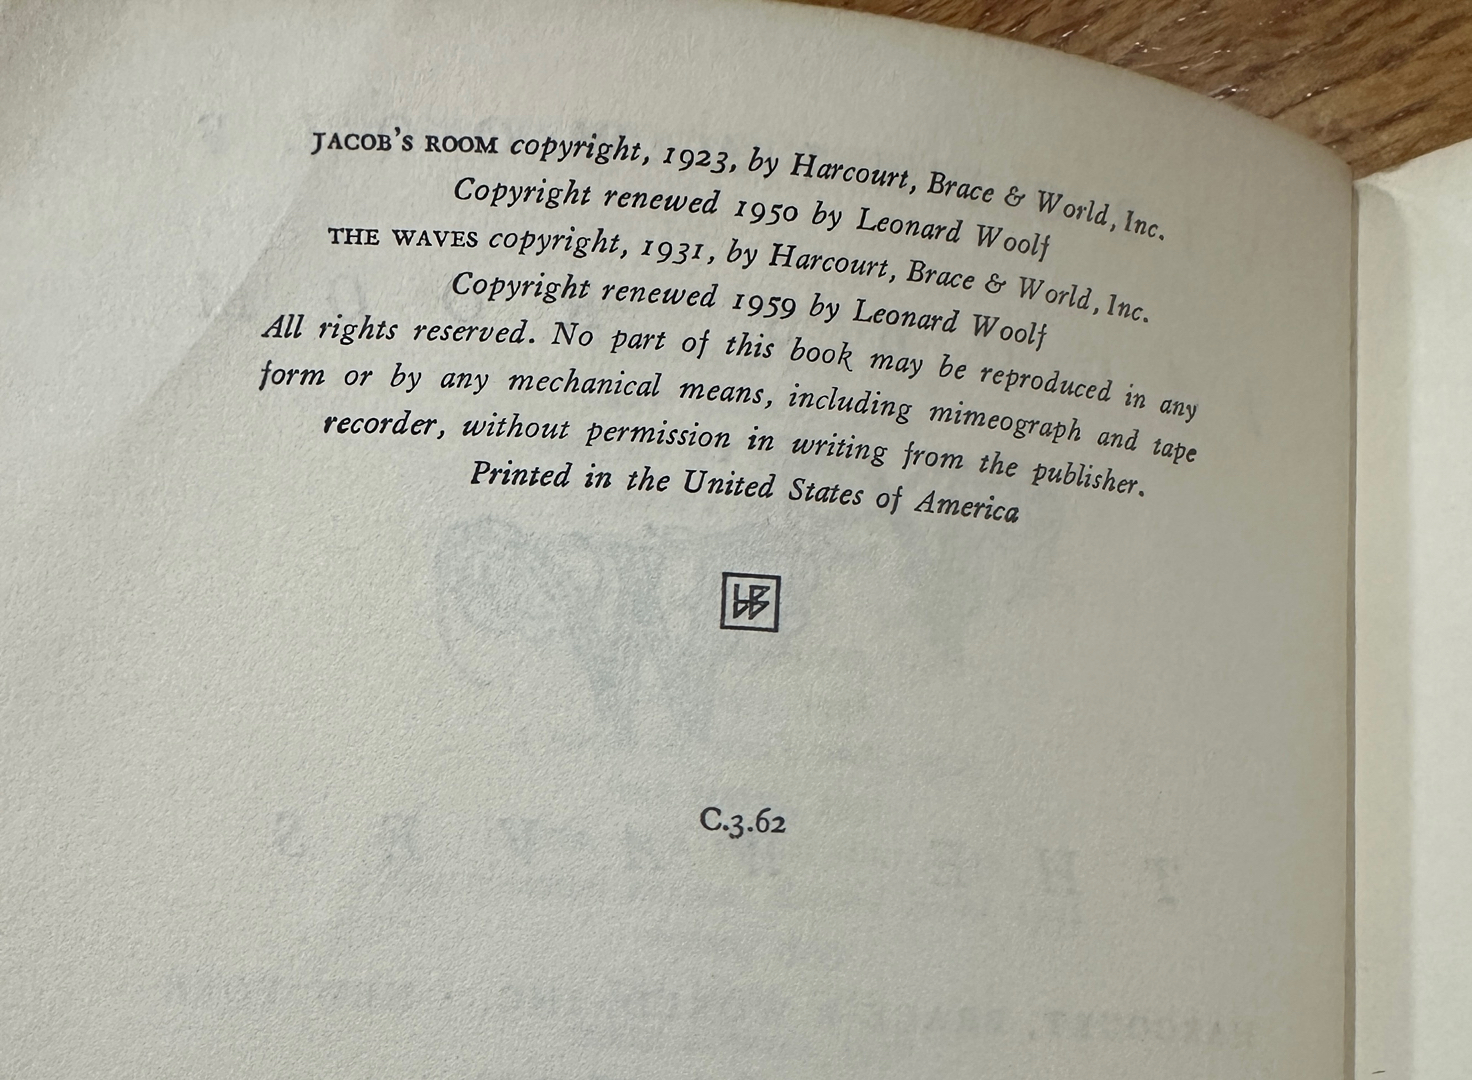 JACOB'S ROOM copyright, 1923, by Harcourt, Brace & World, Inc.
Copyright renewed 1950 by Leonard Woolf
THE WAVES copyright, 1931, by Harcourt, Brace & World, Inc.
Copyright renewed 1959 by Leonard Woolf
All rights reserved. No part of this book may be reproduced in any
form or by any mechanical means, including mimeograph and tape
recorder, without permission in writing from the publisher.
Printed in the United States of America
C.3.62